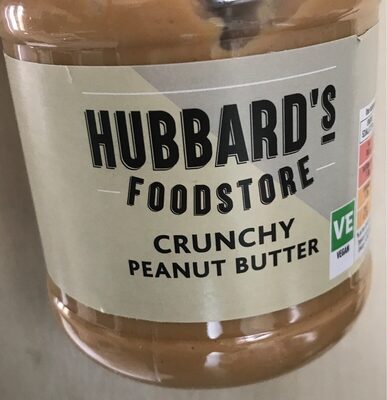 HUBBARD'S
FOODSTORE
CRUNCHY
PEANUT BUTTER
VE
VEGAN